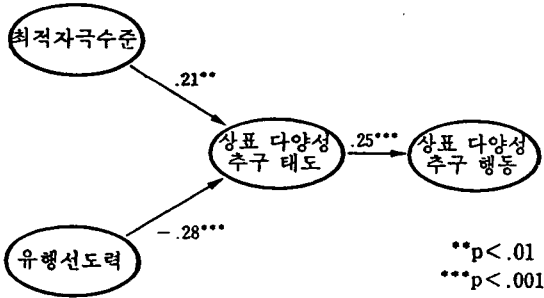 최적자극수준
.21**
상표 다양성
추구 태도
.25***
상표 다양성
추구 행동
-.28***
유행선도력
**p<.01
***p<.001